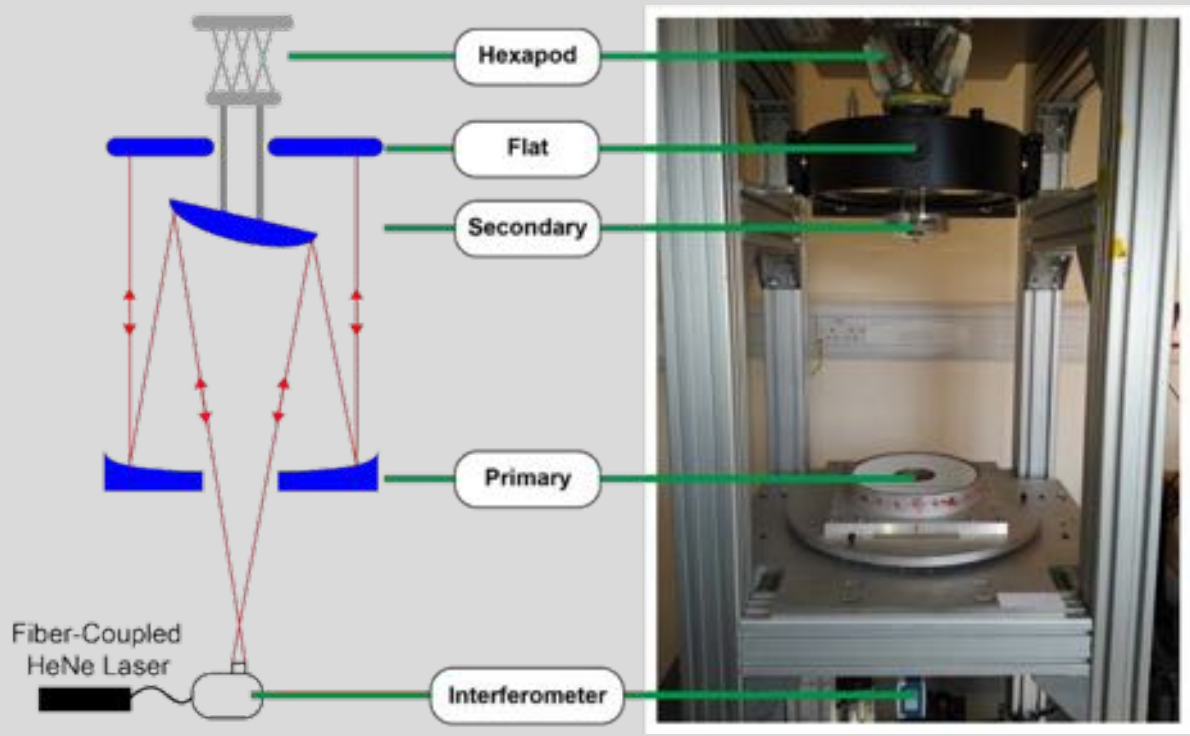 Hexapod
Flat
Secondary
Primary
Fiber-Coupled
HeNe Laser
Interferometer